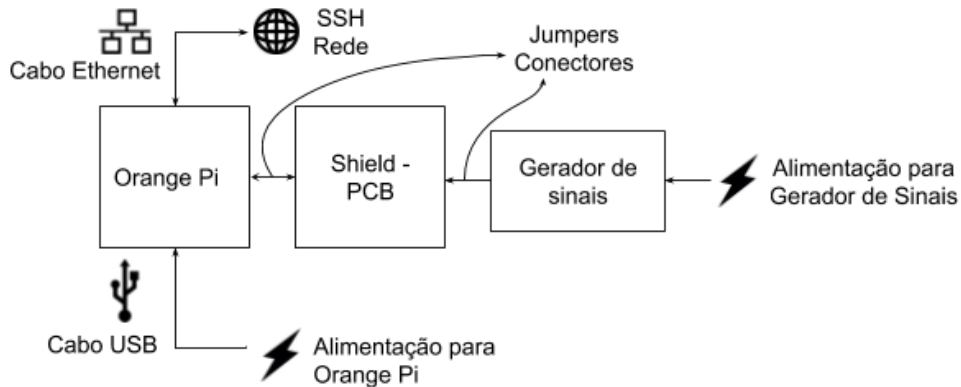 SSH
Rede
Cabo Ethernet
Jumpers
Conectores
Orange Pi
Shield -
PCB
Gerador de
sinais
Alimentação para
Gerador de Sinais
Cabo USB
Alimentação para
Orange Pi